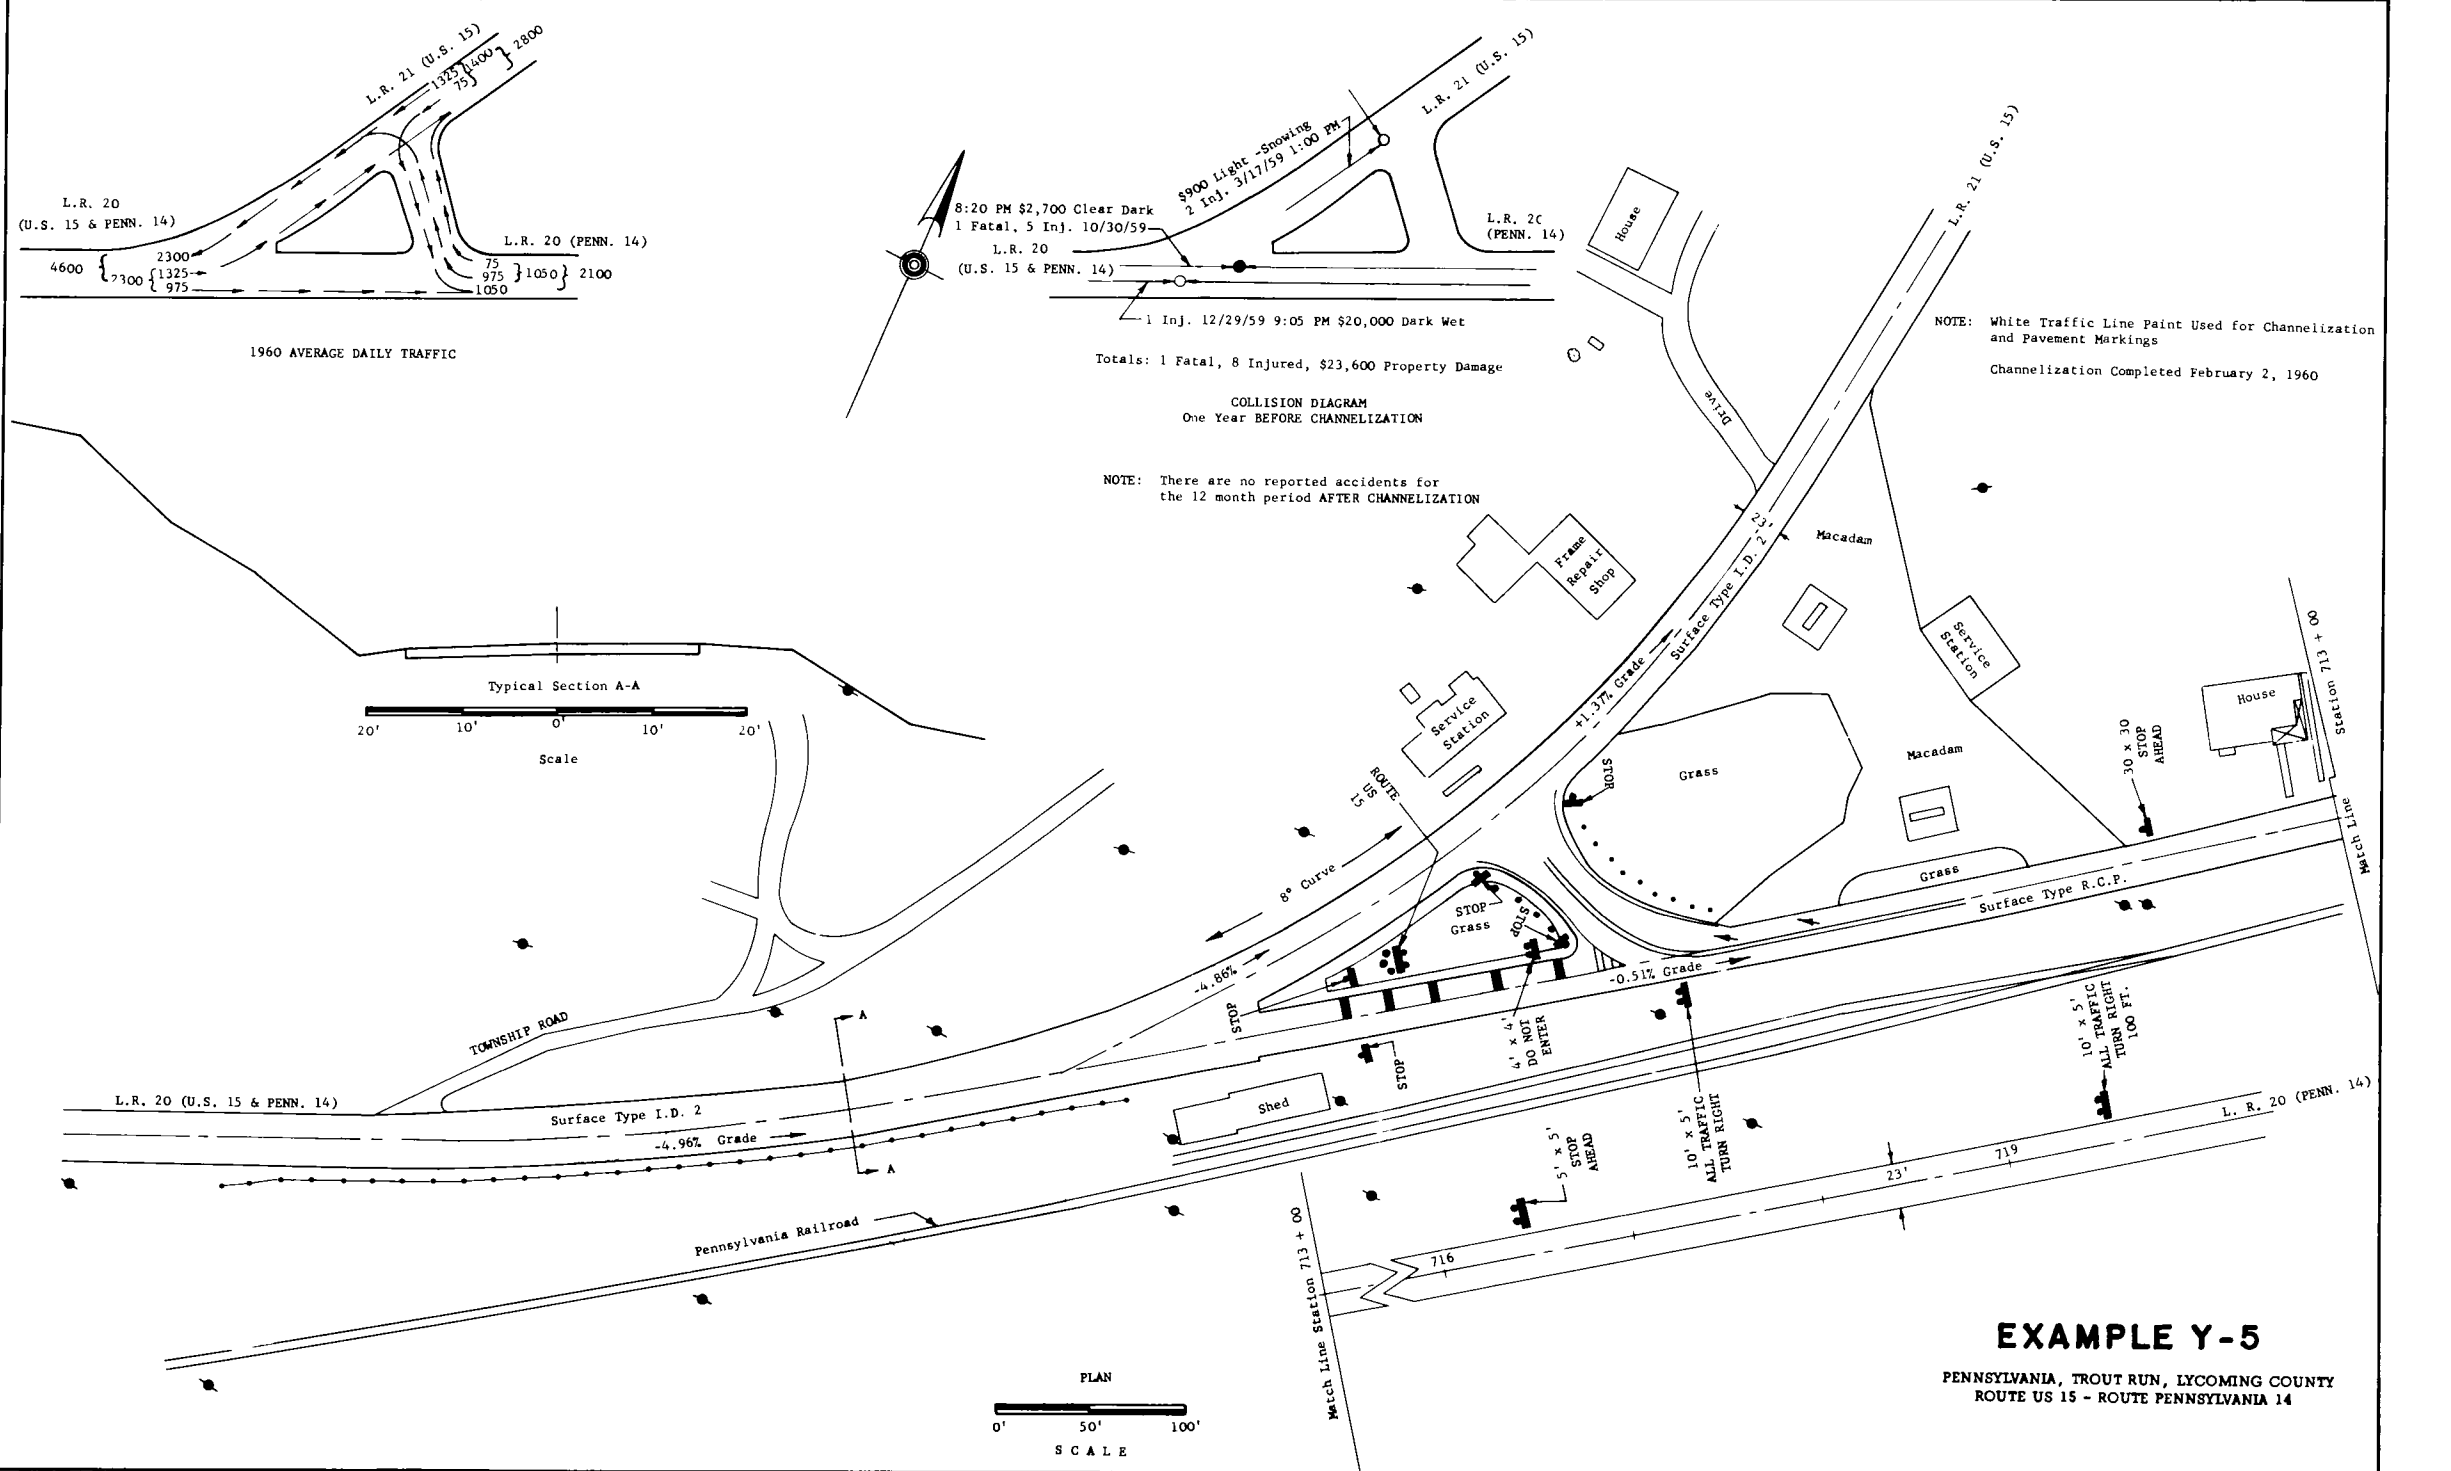 L.R. 21 (U.S. 15)
1325
75
1400
2800
L.R. 20
(U.S. 15 & PENN. 14)
4600
2300
2300
1325
975
L.R. 20 (PENN. 14)
75
975
1050
2100
1050
1960 AVERAGE DAILY TRAFFIC
L.R. 21 (U.S. 15)
$900 Light -Snowing
2 Inj. 3/17/59 1:00 PM
8:20 PM $2,700 Clear Dark
1 Fatal, 5 Inj. 10/30/59
L.R. 20
(U.S. 15 & PENN. 14)
L.R. 2C
(PENN. 14)
1 Inj. 12/29/59 9:05 PM $20,000 Dark Wet
Totals: 1 Fatal, 8 Injured, $23,600 Property Damage
COLLISION DIAGRAM
One Year BEFORE CHANNELIZATION
NOTE: There are no reported accidents for
the 12 month period AFTER CHANNELIZATION
House
Drive
L.R. 21 (U.S. 15)
NOTE: White Traffic Line Paint Used for Channelization
and Pavement Markings
Channelization Completed February 2, 1960
23'
Macadam
Frame
Repair
Shop
Surface Type I.D. 2
+1.37% Grade
Service
Station
Service
Station
House
Station 713 + 00
Match Line
30 x 30
STOP
AHEAD
Typical Section A-A
20' 10' 0' 10' 20'
Scale
ROUTE
US
15
STOP
Grass
Macadam
Grass
8° Curve
STOP
STOP
Grass
Surface Type R.C.P.
-4.86%
-0.51% Grade
STOP
4' x 4'
DO NOT
ENTER
STOP
10' x 5'
ALL TRAFFIC
TURN RIGHT
100 FT.
TOWNSHIP ROAD
A
A
L.R. 20 (U.S. 15 & PENN. 14)
Surface Type I.D. 2
-4.96% Grade
Shed
10' x 5'
ALL TRAFFIC
TURN RIGHT
5' x 5'
STOP
AHEAD
L. R. 20 (PENN. 14)
719
23'
716
Pennsylvania Railroad
Match Line Station 713 + 00
PLAN
0' 50' 100'
SCALE
EXAMPLE Y-5
PENNSYLVANIA, TROUT RUN, LYCOMING COUNTY
ROUTE US 15 - ROUTE PENNSYLVANIA 14